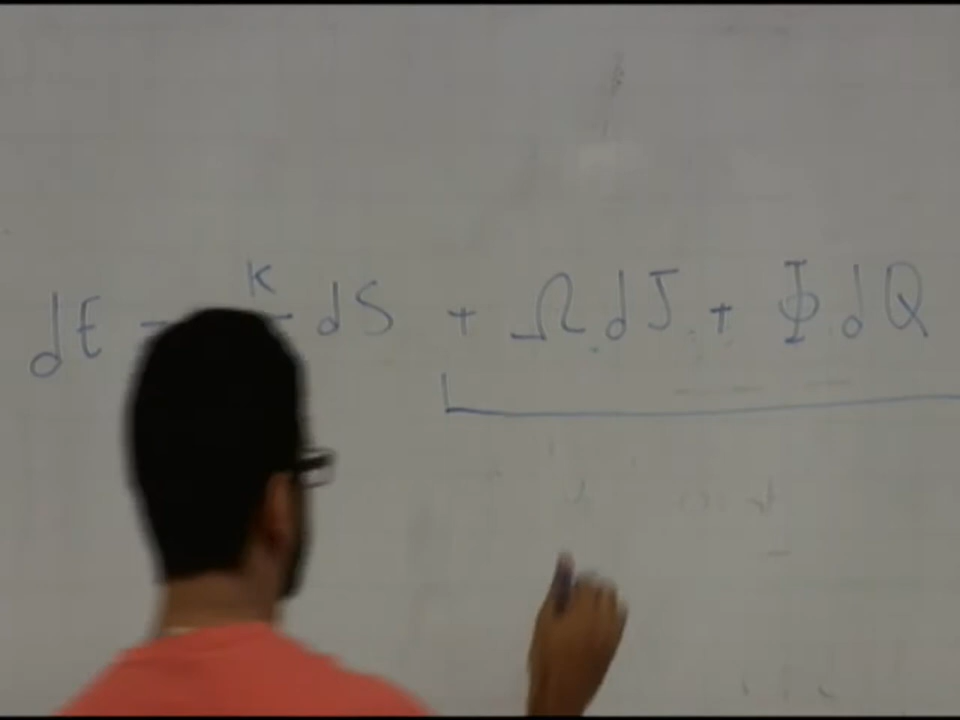 dE = K dS + Ω dJ + Φ dQ